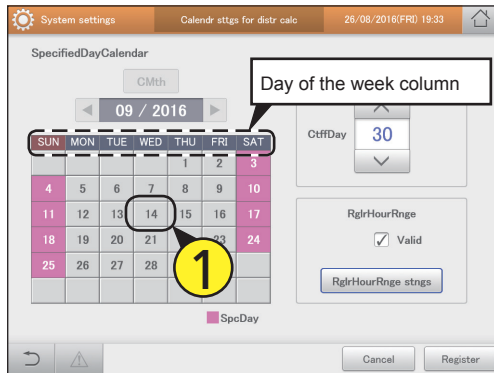 System settings
Calendr sttgs for distr calc
26/08/2016(FRI) 19:33
SpecifiedDayCalendar
CMth
Day of the week column
09 / 2016
SUN MON TUE WED THU FRI SAT
1 2 3
4 5 6 7 8 9 10
11 12 13 14 15 16 17
18 19 20 21 23 24
25 26 27 28
1
SpcDay
CtffDay
30
RglrHourRnge
Valid
RglrHourRnge stngs
Cancel
Register